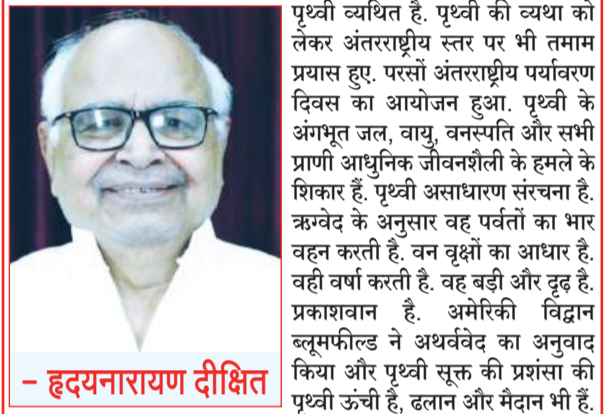 पृथ्वी व्यथित है. पृथ्वी की व्यथा को
लेकर अंतरराष्ट्रीय स्तर पर भी तमाम
प्रयास हुए. परसों अंतरराष्ट्रीय पर्यावरण
दिवस का आयोजन हुआ. पृथ्वी के
अंगभूत जल, वायु, वनस्पति और सभी
प्राणी आधुनिक जीवनशैली के हमले के
शिकार हैं. पृथ्वी असाधारण संरचना है.
ऋग्वेद के अनुसार वह पर्वतों का भार
वहन करती है. वन वृक्षों का आधार है.
वही वर्षा करती है. वह बड़ी और दृढ़ है.
प्रकाशवान है. अमेरिकी विद्वान
ब्लूमफील्ड ने अथर्ववेद का अनुवाद
किया और पृथ्वी सूक्त की प्रशंसा की
पृथ्वी ऊंची है, ढलान और मैदान भी हैं.
– हृदयनारायण दीक्षित